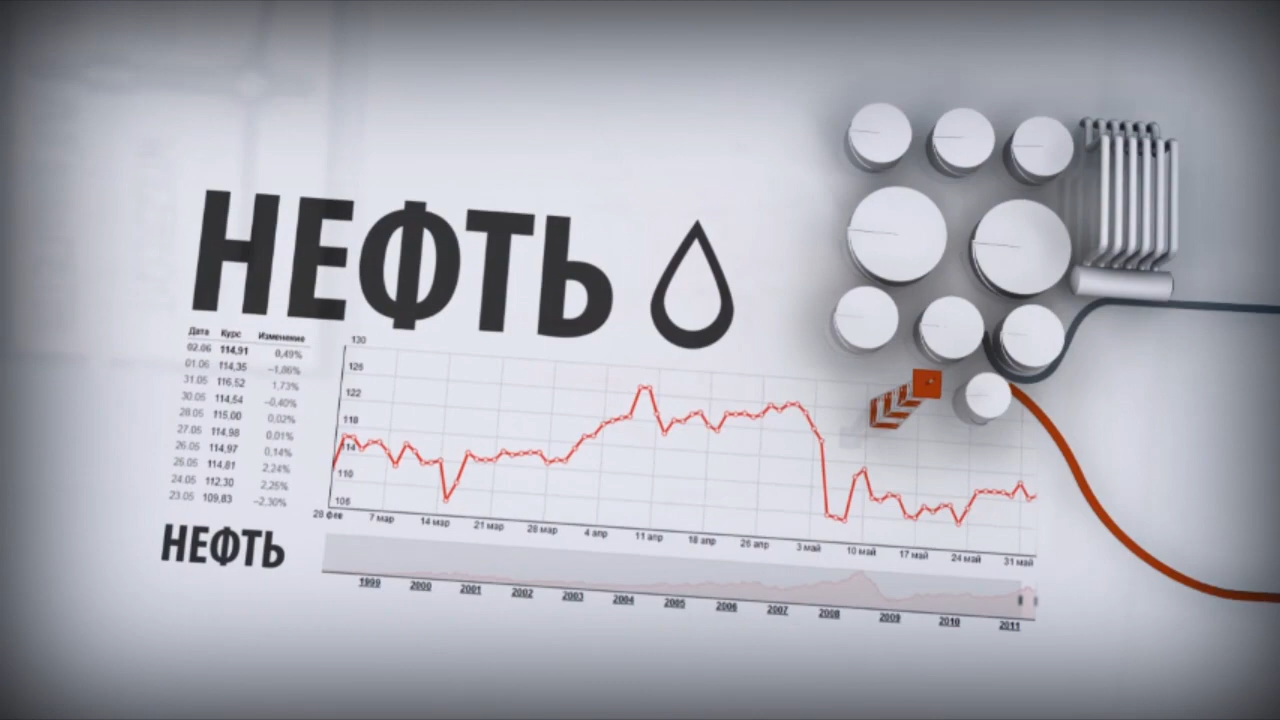 НЕФТЬ
Дата Курс Изменение
02.06 114,91 0,49%
01.06 114,35 –1,86%
31.05 116,52 1,73%
30.05 114,54 –0,40%
28.05 115,00 0,02%
27.05 114,98 0,01%
26.05 114,97 0,14%
25.05 114,81 2,24%
24.05 112,30 2,25%
23.05 109,83 –2,30%
НЕФТЬ
130
126
122
118
114
110
106
28 фев 7 мар 14 мар 21 мар 28 мар 4 апр 11 апр 18 апр 26 апр 3 май 10 май 17 май 24 май 31 май
1999 2000 2001 2002 2003 2004 2005 2006 2007 2008 2009 2010 2011